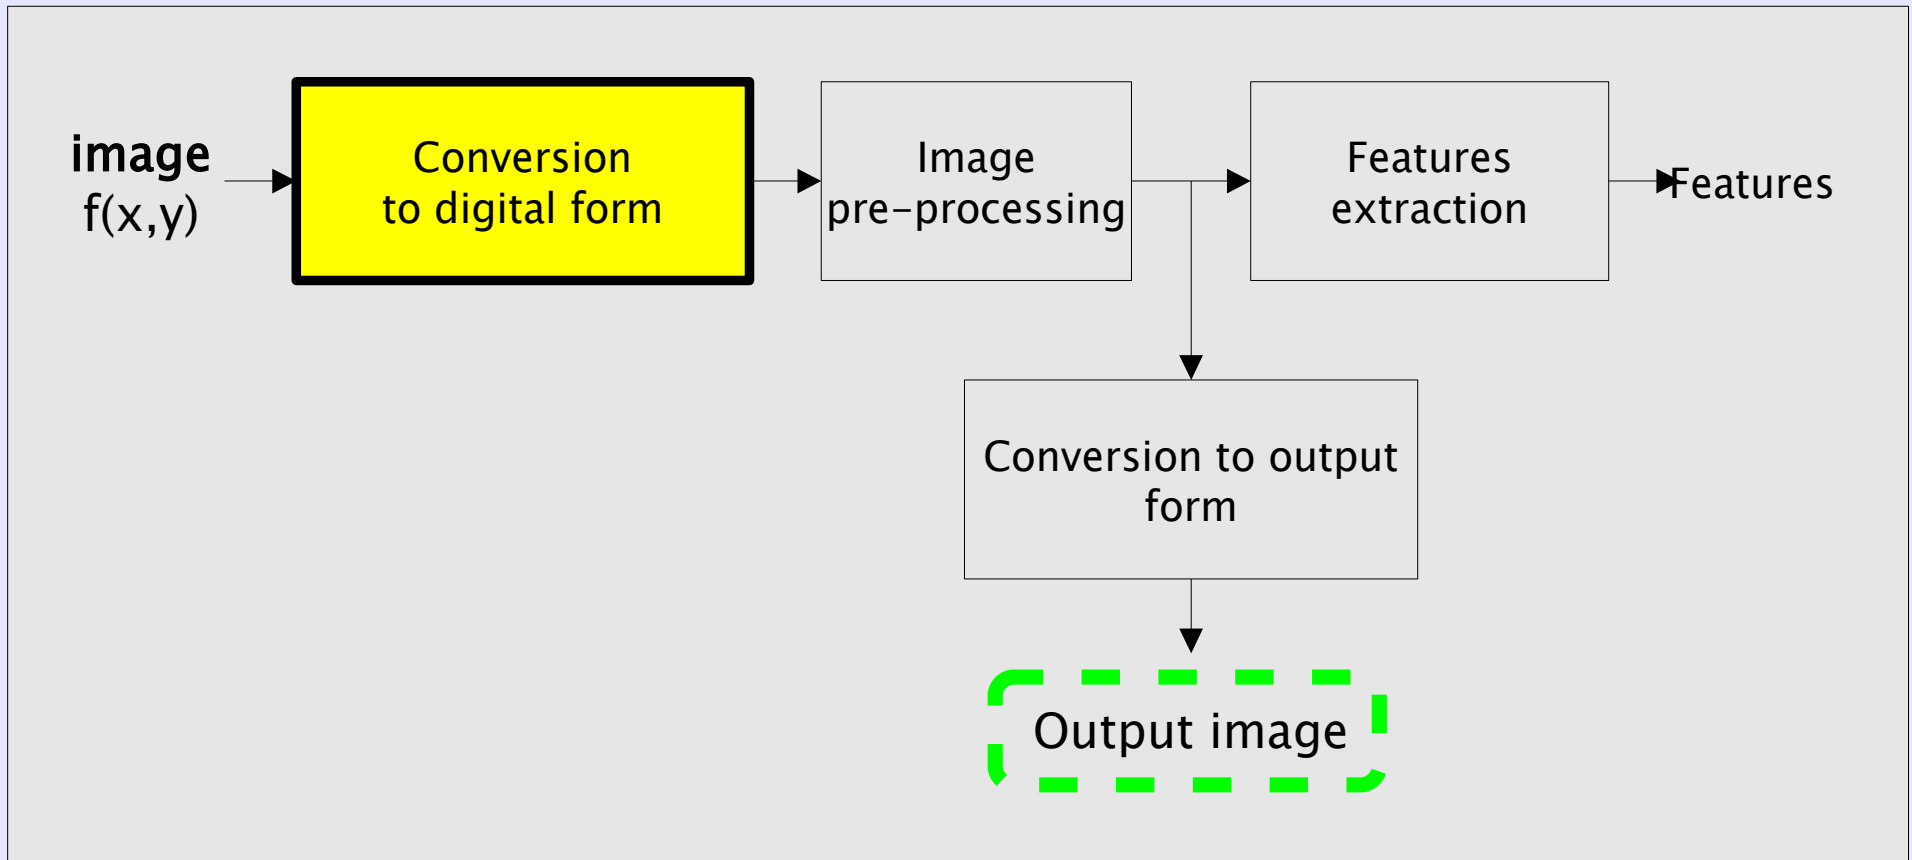 image
f(x,y)
Conversion
to digital form
Image
pre-processing
Features
extraction
Features
Conversion to output
form
Output image